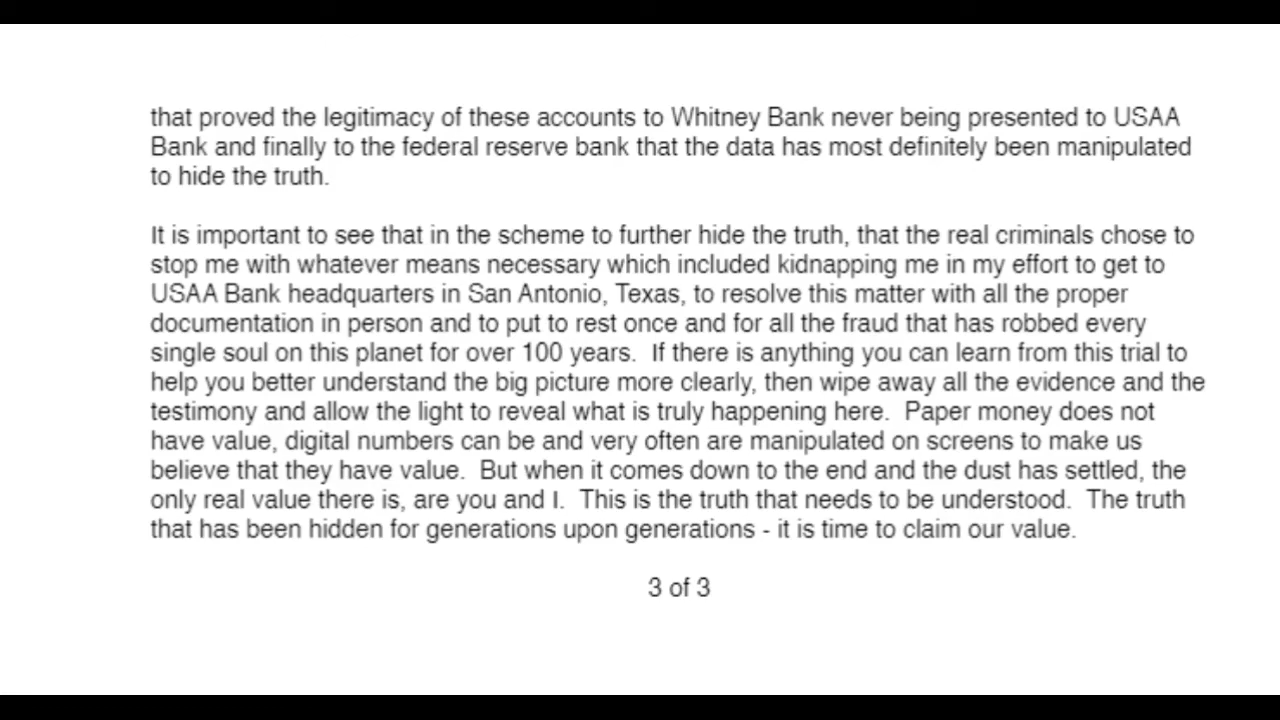 that proved the legitimacy of these accounts to Whitney Bank never being presented to USAA
Bank and finally to the federal reserve bank that the data has most definitely been manipulated
to hide the truth.
It is important to see that in the scheme to further hide the truth, that the real criminals chose to
stop me with whatever means necessary which included kidnapping me in my effort to get to
USAA Bank headquarters in San Antonio, Texas, to resolve this matter with all the proper
documentation in person and to put to rest once and for all the fraud that has robbed every
single soul on this planet for over 100 years.  If there is anything you can learn from this trial to
help you better understand the big picture more clearly, then wipe away all the evidence and the
testimony and allow the light to reveal what is truly happening here.  Paper money does not
have value, digital numbers can be and very often are manipulated on screens to make us
believe that they have value.  But when it comes down to the end and the dust has settled, the
only real value there is, are you and I.  This is the truth that needs to be understood.  The truth
that has been hidden for generations upon generations - it is time to claim our value.
3 of 3